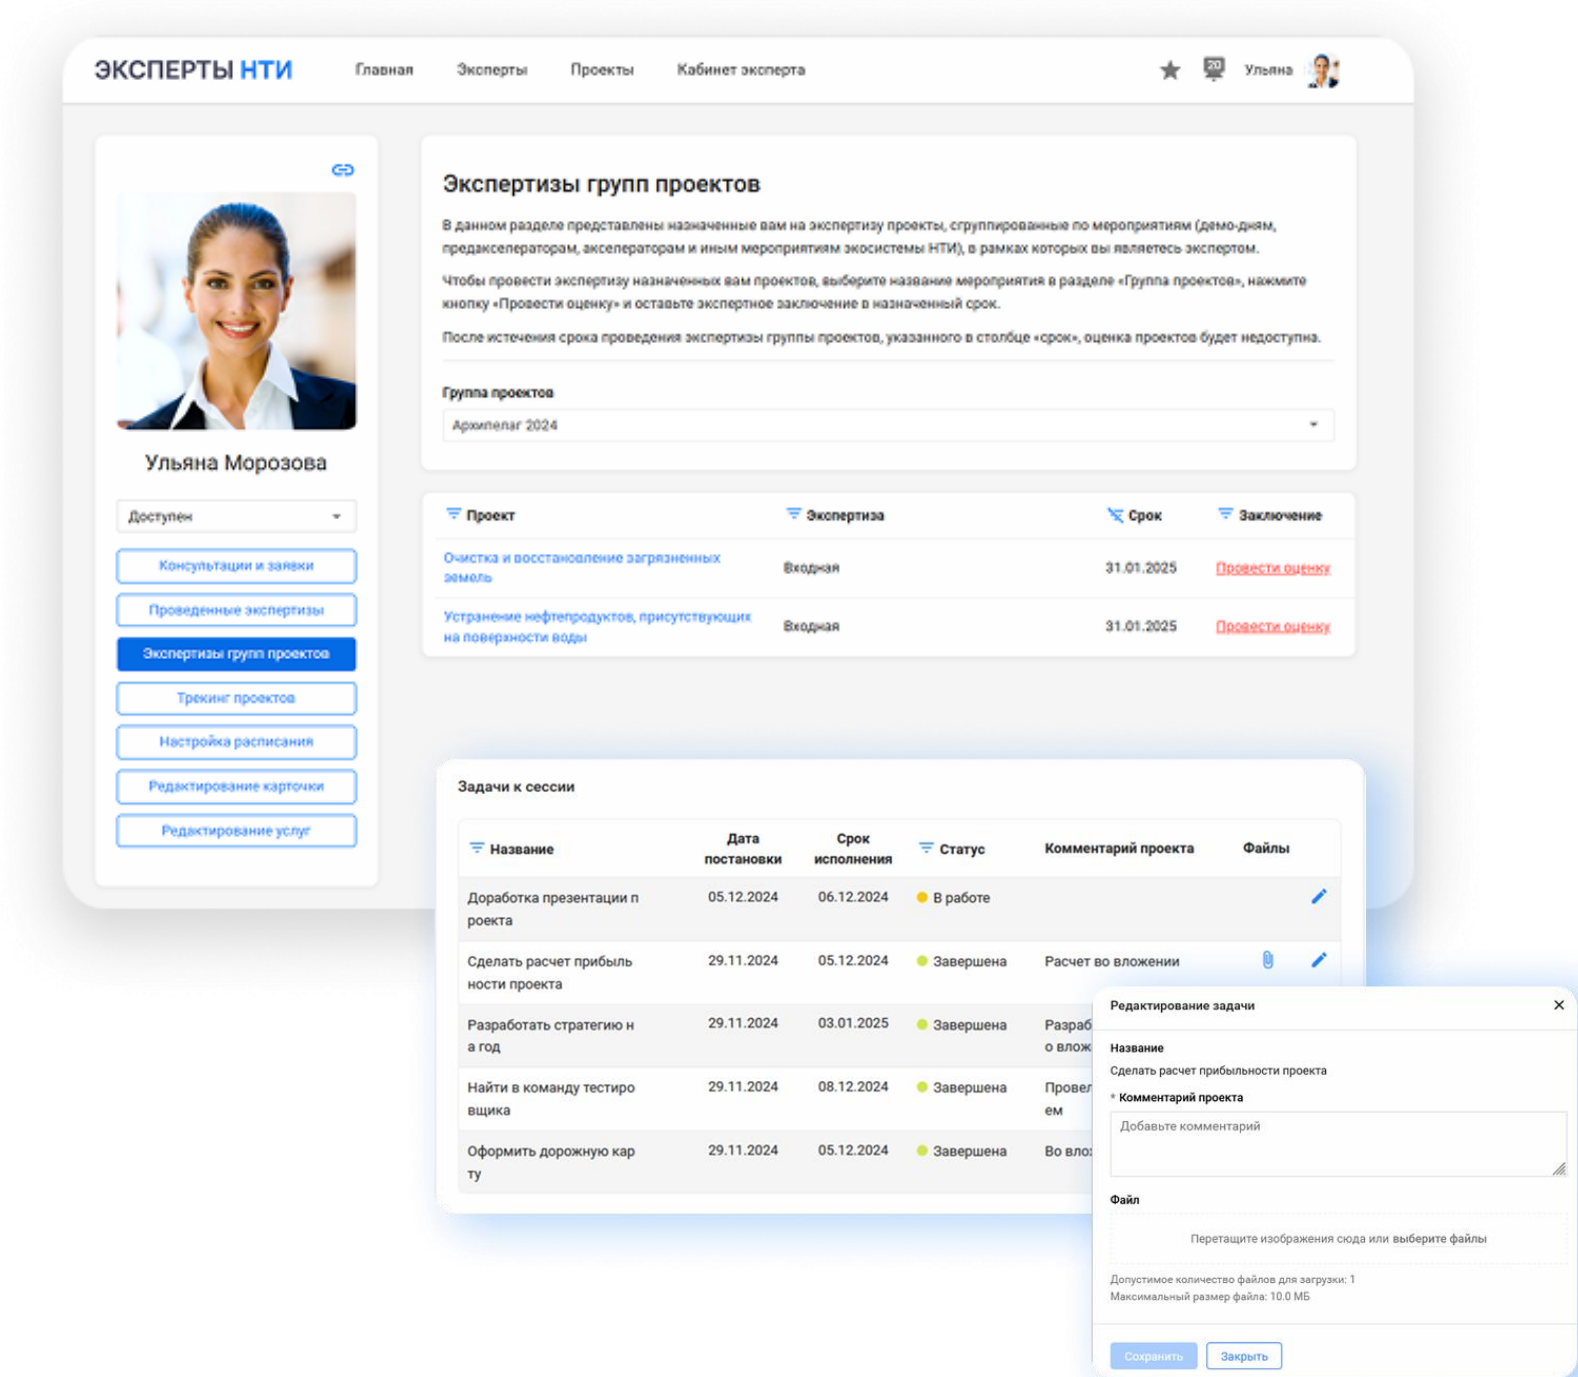 ЭКСПЕРТЫ НТИ
Главная
Эксперты
Проекты
Кабинет эксперта
20
Ульяна
Ульяна Морозова
Доступен
Консультации и заявки
Проведенные экспертизы
Экспертизы групп проектов
Трекинг проектов
Настройка расписания
Редактирование карточки
Редактирование услуг
Экспертизы групп проектов
В данном разделе представлены назначенные вам на экспертизу проекты, сгруппированные по мероприятиям (демо-дням,
предакселераторам, акселераторам и иным мероприятиям экосистемы НТИ), в рамках которых вы являетесь экспертом.
Чтобы провести экспертизу назначенных вам проектов, выберите название мероприятия в разделе «Группа проектов», нажмите
кнопку «Провести оценку» и оставьте экспертное заключение в назначенный срок.
После истечения срока проведения экспертизы группы проектов, указанного в столбце «срок», оценка проектов будет недоступна.
Группа проектов
Архипелаг 2024
Проект Экспертиза Срок Заключение
Очистка и восстановление загрязненных
земель
Входная 31.01.2025 Провести оценку
Устранение нефтепродуктов, присутствующих
на поверхности воды
Входная 31.01.2025 Провести оценку
Задачи к сессии
Название
Дата
постановки
Срок
исполнения
Статус
Комментарий проекта
Файлы
Доработка презентации п
роекта
05.12.2024 06.12.2024 В работе
Сделать расчет прибыль
ности проекта
29.11.2024 05.12.2024 Завершена Расчет во вложении
Разработать стратегию н
а год
29.11.2024 03.01.2025 Завершена
Разраб
о влож
Найти в команду тестиро
вщика
29.11.2024 08.12.2024 Завершена
Провел
ем
Оформить дорожную кар
ту
29.11.2024 05.12.2024 Завершена
Во вло
Редактирование задачи
Название
Сделать расчет прибыльности проекта
* Комментарий проекта
Добавьте комментарий
Файл
Перетащите изображения сюда или выберите файлы
Допустимое количество файлов для загрузки: 1
Максимальный размер файла: 10.0 МБ
Сохранить
Закрыть